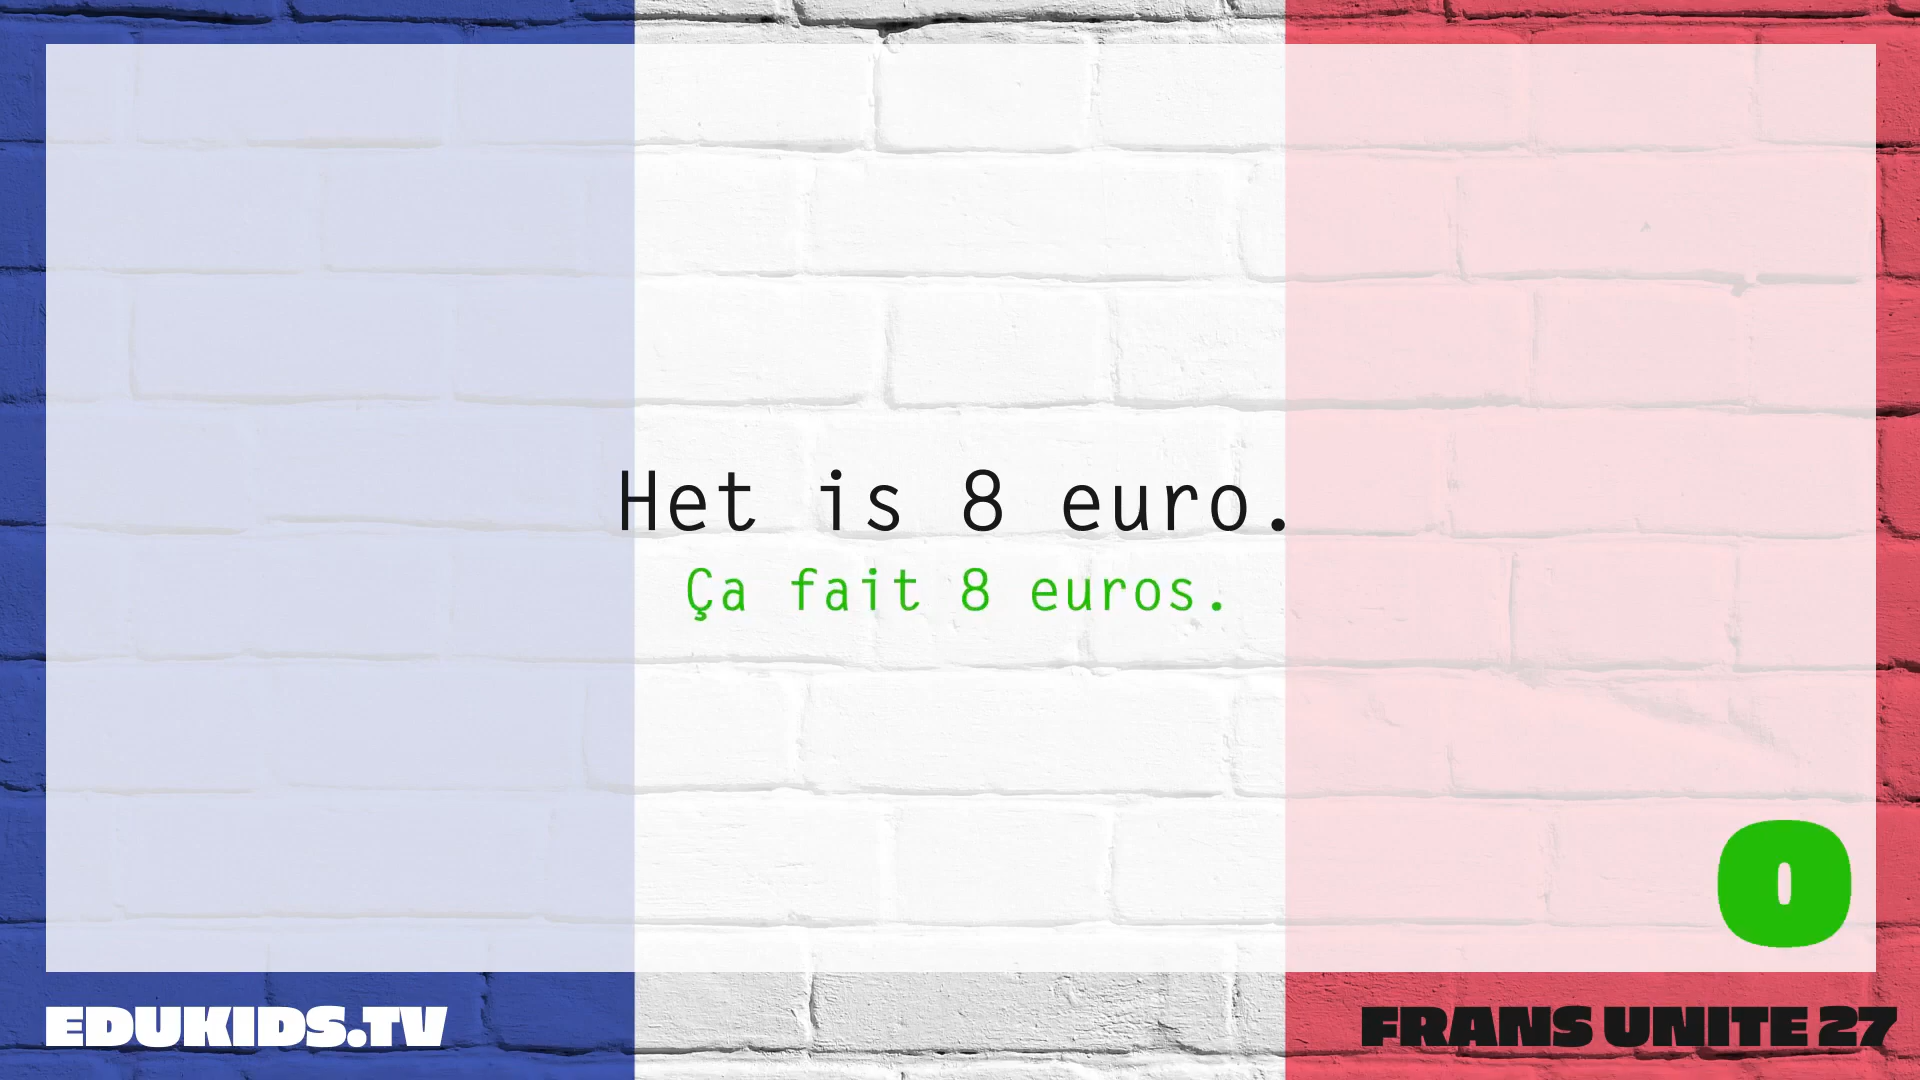 Het is 8 euro.
Ça fait 8 euros.
0
EDUKIDS.TV
FRANS UNITE 27